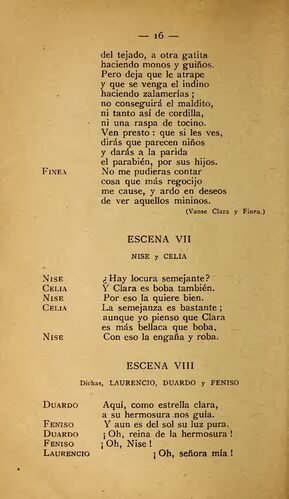 — 16 —
del tejado, a otra gatita
haciendo monos y guiños.
Pero deja que le atrape
y que se venga el indino
haciendo zalamerías ;
no conseguirá el maldito,
ni tanto así de cordilla,
ni una raspa de tocino.
Ven presto : que si les ves,
dirás que parecen niños
y darás a la parida
el parabién, por sus hijos.
FINEA No me pudieras contar
cosa que más regocijo
me cause, y ardo en deseos
de ver aquellos mininos.
(Vanse Clara y Finea.)
ESCENA VII
NISE y CELIA
NISE ¿Hay locura semejante?
CELIA Y Clara es boba también.
NISE Por eso la quiere bien.
CELIA La semejanza es bastante ;
aunque yo pienso que Clara
es más bellaca que boba.
NISE Con eso la engaña y roba.
ESCENA VIII
Dichas, LAURENCIO, DUARDO y FENISO
DUARDO Aquí, como estrella clara,
a su hermosura nos guía.
FENISO Y aun es del sol su luz pura.
DUARDO ¡ Oh, reina de la hermosura !
FENISO ¡ Oh, Nise !
LAURENCIO ¡ Oh, señora mía !